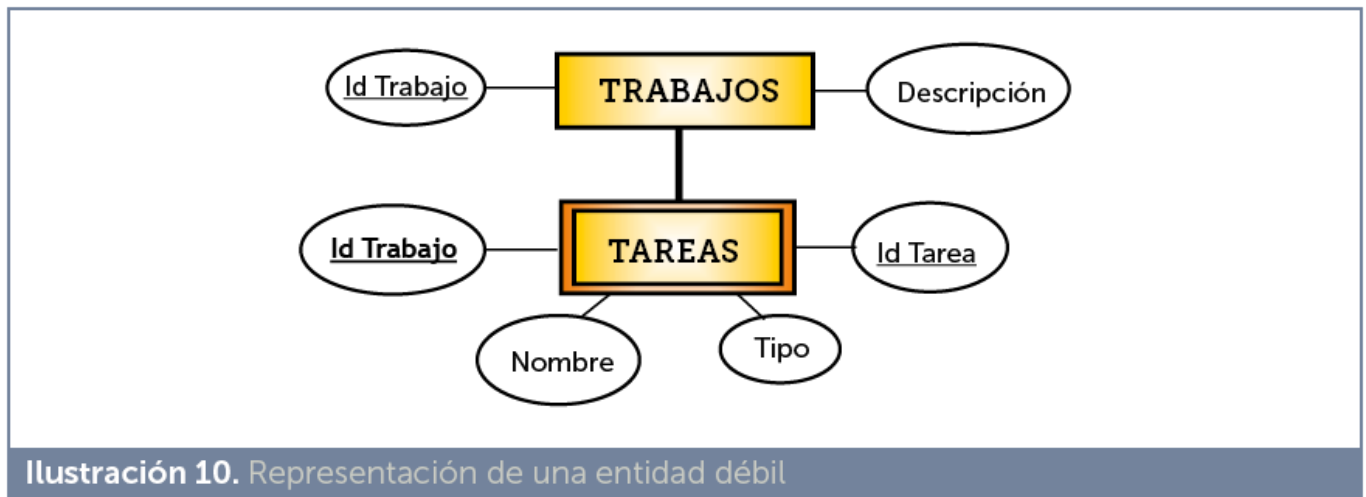 Id Trabajo
TRABAJOS
Descripción
Id Trabajo
TAREAS
Id Tarea
Nombre
Tipo
Ilustración 10. Representación de una entidad débil